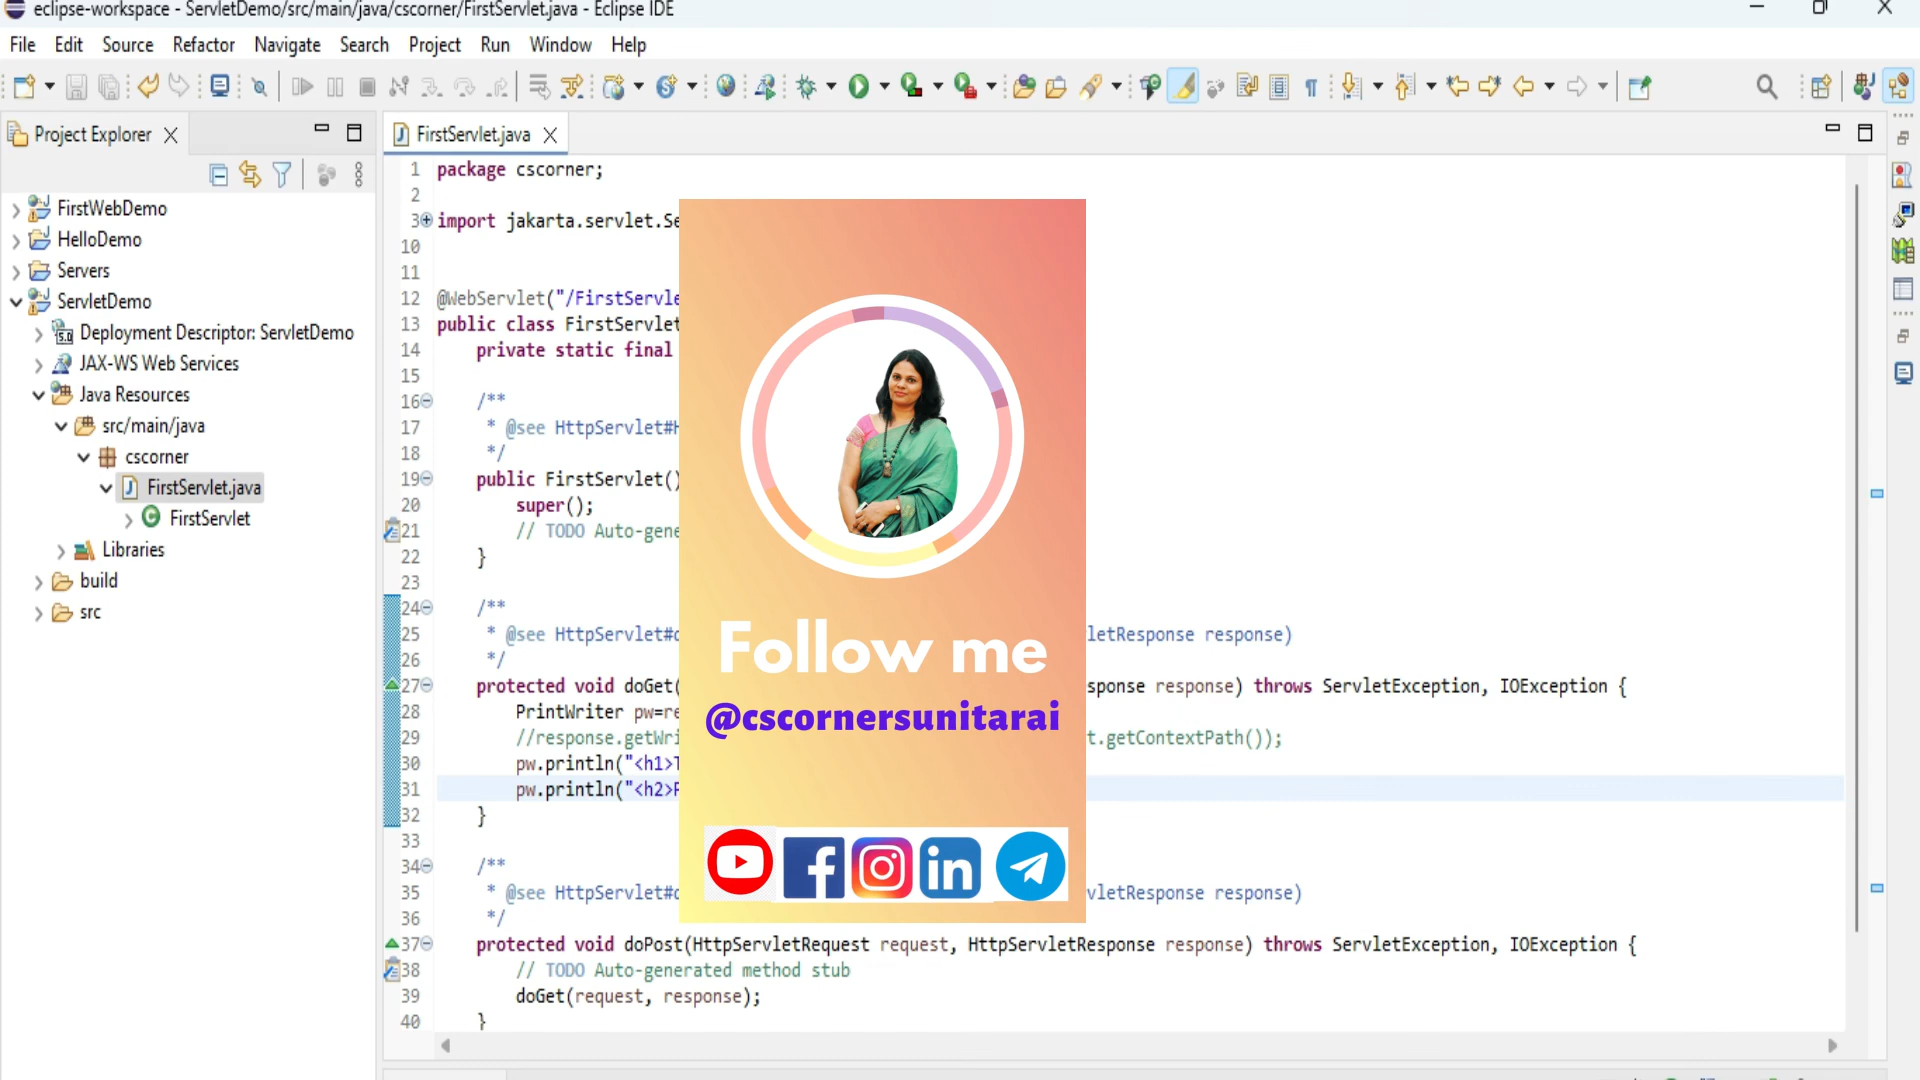 eclipse-workspace - ServletDemo/src/main/java/cscorner/FirstServlet.java - Eclipse IDE
File Edit Source Refactor Navigate Search Project Run Window Help
Project Explorer
FirstWebDemo
HelloDemo
Servers
ServletDemo
Deployment Descriptor: ServletDemo
JAX-WS Web Services
Java Resources
src/main/java
cscorner
FirstServlet.java
FirstServlet
Libraries
build
src
FirstServlet.java
1 package cscorner;
2
3 import jakarta.servlet.Se
10
11
12 @WebServlet("/FirstServle
13 public class FirstServlet
14 private static final
15
16 /**
17 * @see HttpServlet#H
18 */
19 public FirstServlet()
20 super();
21 // TODO Auto-gene
22 }
23
24 /**
25 * @see HttpServlet# letResponse response)
26 */
27 protected void doGet( sponse response) throws ServletException, IOException {
28 PrintWriter pw=re
29 //response.getWri t.getContextPath());
30 pw.println("<h1>T
31 pw.println("<h2>
32 }
33
34 /**
35 * @see HttpServlet# vletResponse response)
36 */
37 protected void doPost(HttpServletRequest request, HttpServletResponse response) throws ServletException, IOException {
38 // TODO Auto-generated method stub
39 doGet(request, response);
40 }
Follow me
@cscornersunitarai